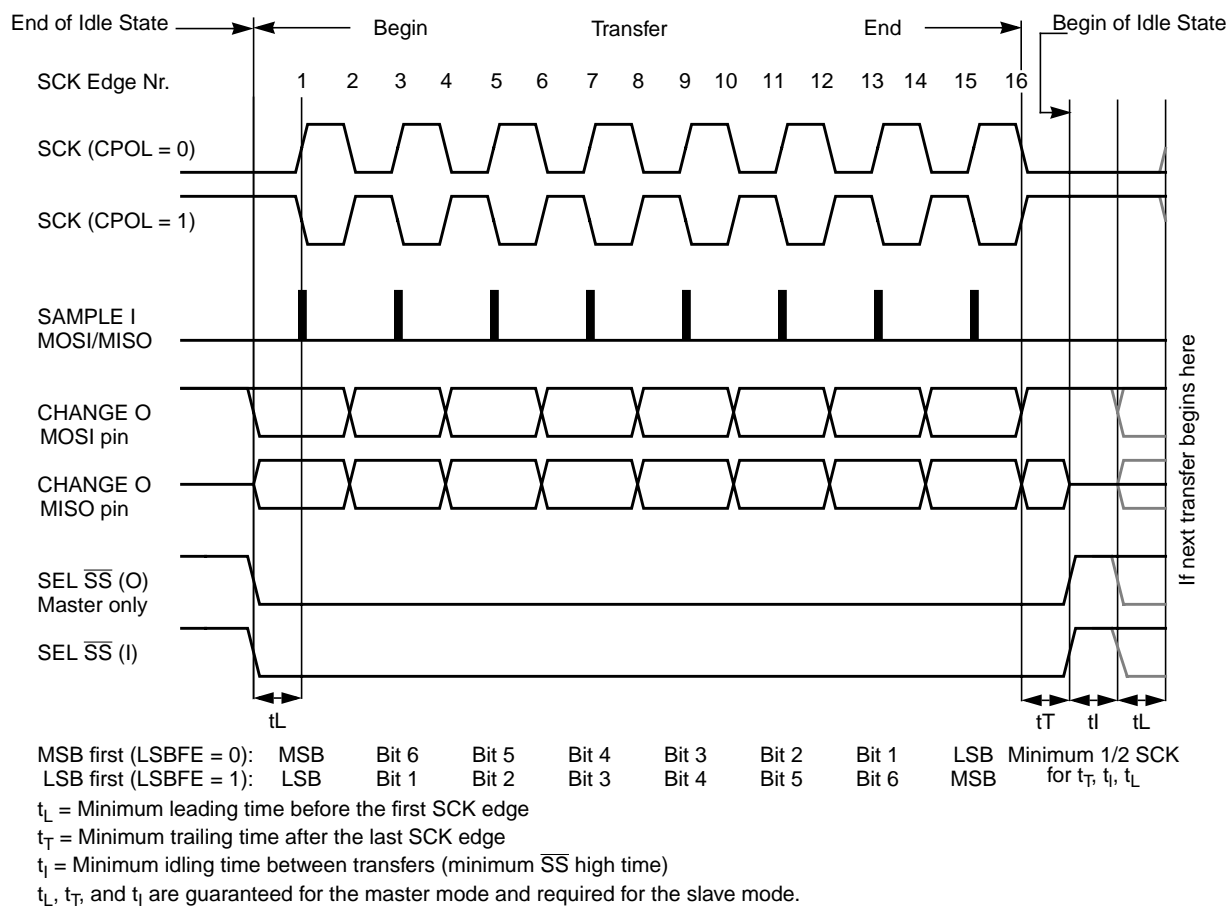 End of Idle State Begin Transfer End Begin of Idle State
SCK Edge Nr. 1 2 3 4 5 6 7 8 9 10 11 12 13 14 15 16
SCK (CPOL = 0)
SCK (CPOL = 1)
SAMPLE I
MOSI/MISO
CHANGE O
MOSI pin
CHANGE O
MISO pin
SEL SS (O)
Master only
SEL SS (I)
If next transfer begins here
tL tT tI tL
MSB first (LSBFE = 0): MSB Bit 6 Bit 5 Bit 4 Bit 3 Bit 2 Bit 1 LSB Minimum 1/2 SCK
LSB first (LSBFE = 1): LSB Bit 1 Bit 2 Bit 3 Bit 4 Bit 5 Bit 6 MSB for tT, tI, tL
tL = Minimum leading time before the first SCK edge
tT = Minimum trailing time after the last SCK edge
tI = Minimum idling time between transfers (minimum SS high time)
tL, tT, and tI are guaranteed for the master mode and required for the slave mode.